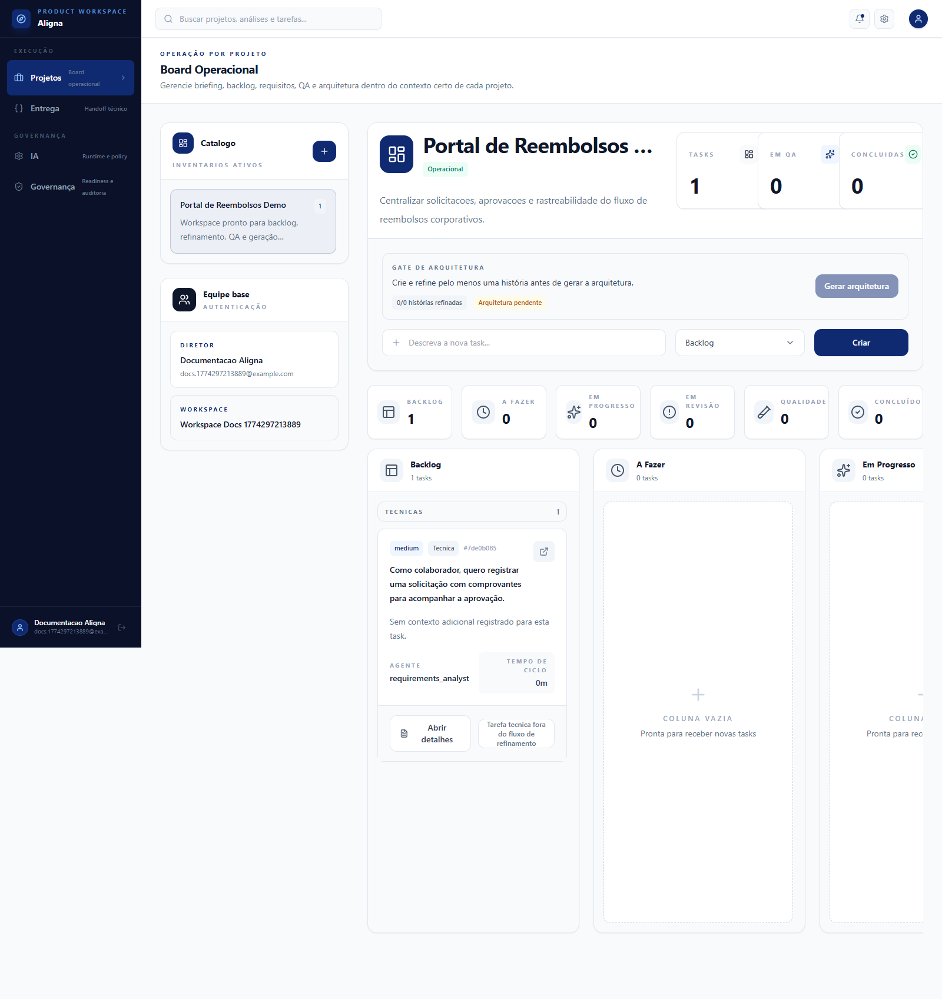 PRODUCT WORKSPACE
Aligna
EXECUÇÃO
Projetos
Board operacional
Entrega
Handoff técnico
GOVERNANÇA
IA
Runtime e policy
Governança
Readiness e auditoria
Documentacao Aligna
docs.1774297213889@exa...
Buscar projetos, análises e tarefas...
OPERAÇÃO POR PROJETO
Board Operacional
Gerencie briefing, backlog, requisitos, QA e arquitetura dentro do contexto certo de cada projeto.
Catalogo
INVENTARIOS ATIVOS
Portal de Reembolsos Demo
1
Workspace pronto para backlog,
refinamento, QA e geração...
Equipe base
AUTENTICAÇÃO
DIRETOR
Documentacao Aligna
docs.1774297213889@example.com
WORKSPACE
Workspace Docs 1774297213889
Portal de Reembolsos ...
Operacional
Centralizar solicitacoes, aprovacoes e rastreabilidade do fluxo de
reembolsos corporativos.
TASKS
1
EM QA
0
CONCLUIDAS
0
GATE DE ARQUITETURA
Crie e refine pelo menos uma história antes de gerar a arquitetura.
0/0 histórias refinadas
Arquitetura pendente
Gerar arquitetura
Descreva a nova task...
Backlog
Criar
BACKLOG
1
A FAZER
0
EM
PROGRESSO
0
EM
REVISÃO
0
QUALIDADE
0
CONCLUÍDO
0
Backlog
1 tasks
TECNICAS
1
medium
Tecnica
#7de0b085
Como colaborador, quero registrar
uma solicitação com comprovantes
para acompanhar a aprovação.
Sem contexto adicional registrado para esta
task.
AGENTE
requirements_analyst
TEMPO DE
CICLO
0m
Abrir
detalhes
Tarefa tecnica fora
do fluxo de
refinamento
A Fazer
0 tasks
COLUNA VAZIA
Pronta para receber novas tasks
Em Progresso
0 tasks
COLUNA
Pronta para rec